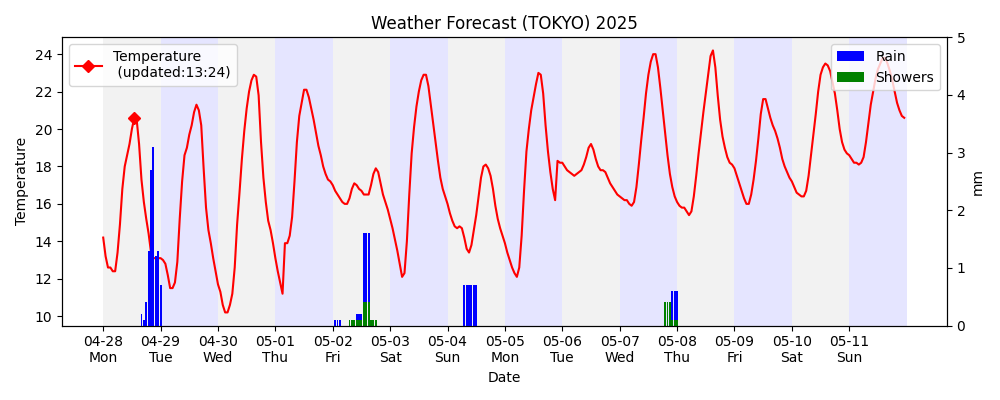 Weather Forecast (TOKYO) 2025
Temperature
(updated:13:24)
Rain
Showers
24
22
20
18
16
14
12
10
Temperature
5
4
3
2
1
0
mm
04-28 04-29 04-30 05-01 05-02 05-03 05-04 05-05 05-06 05-07 05-08 05-09 05-10 05-11
Mon Tue Wed Thu Fri Sat Sun Mon Tue Wed Thu Fri Sat Sun
Date